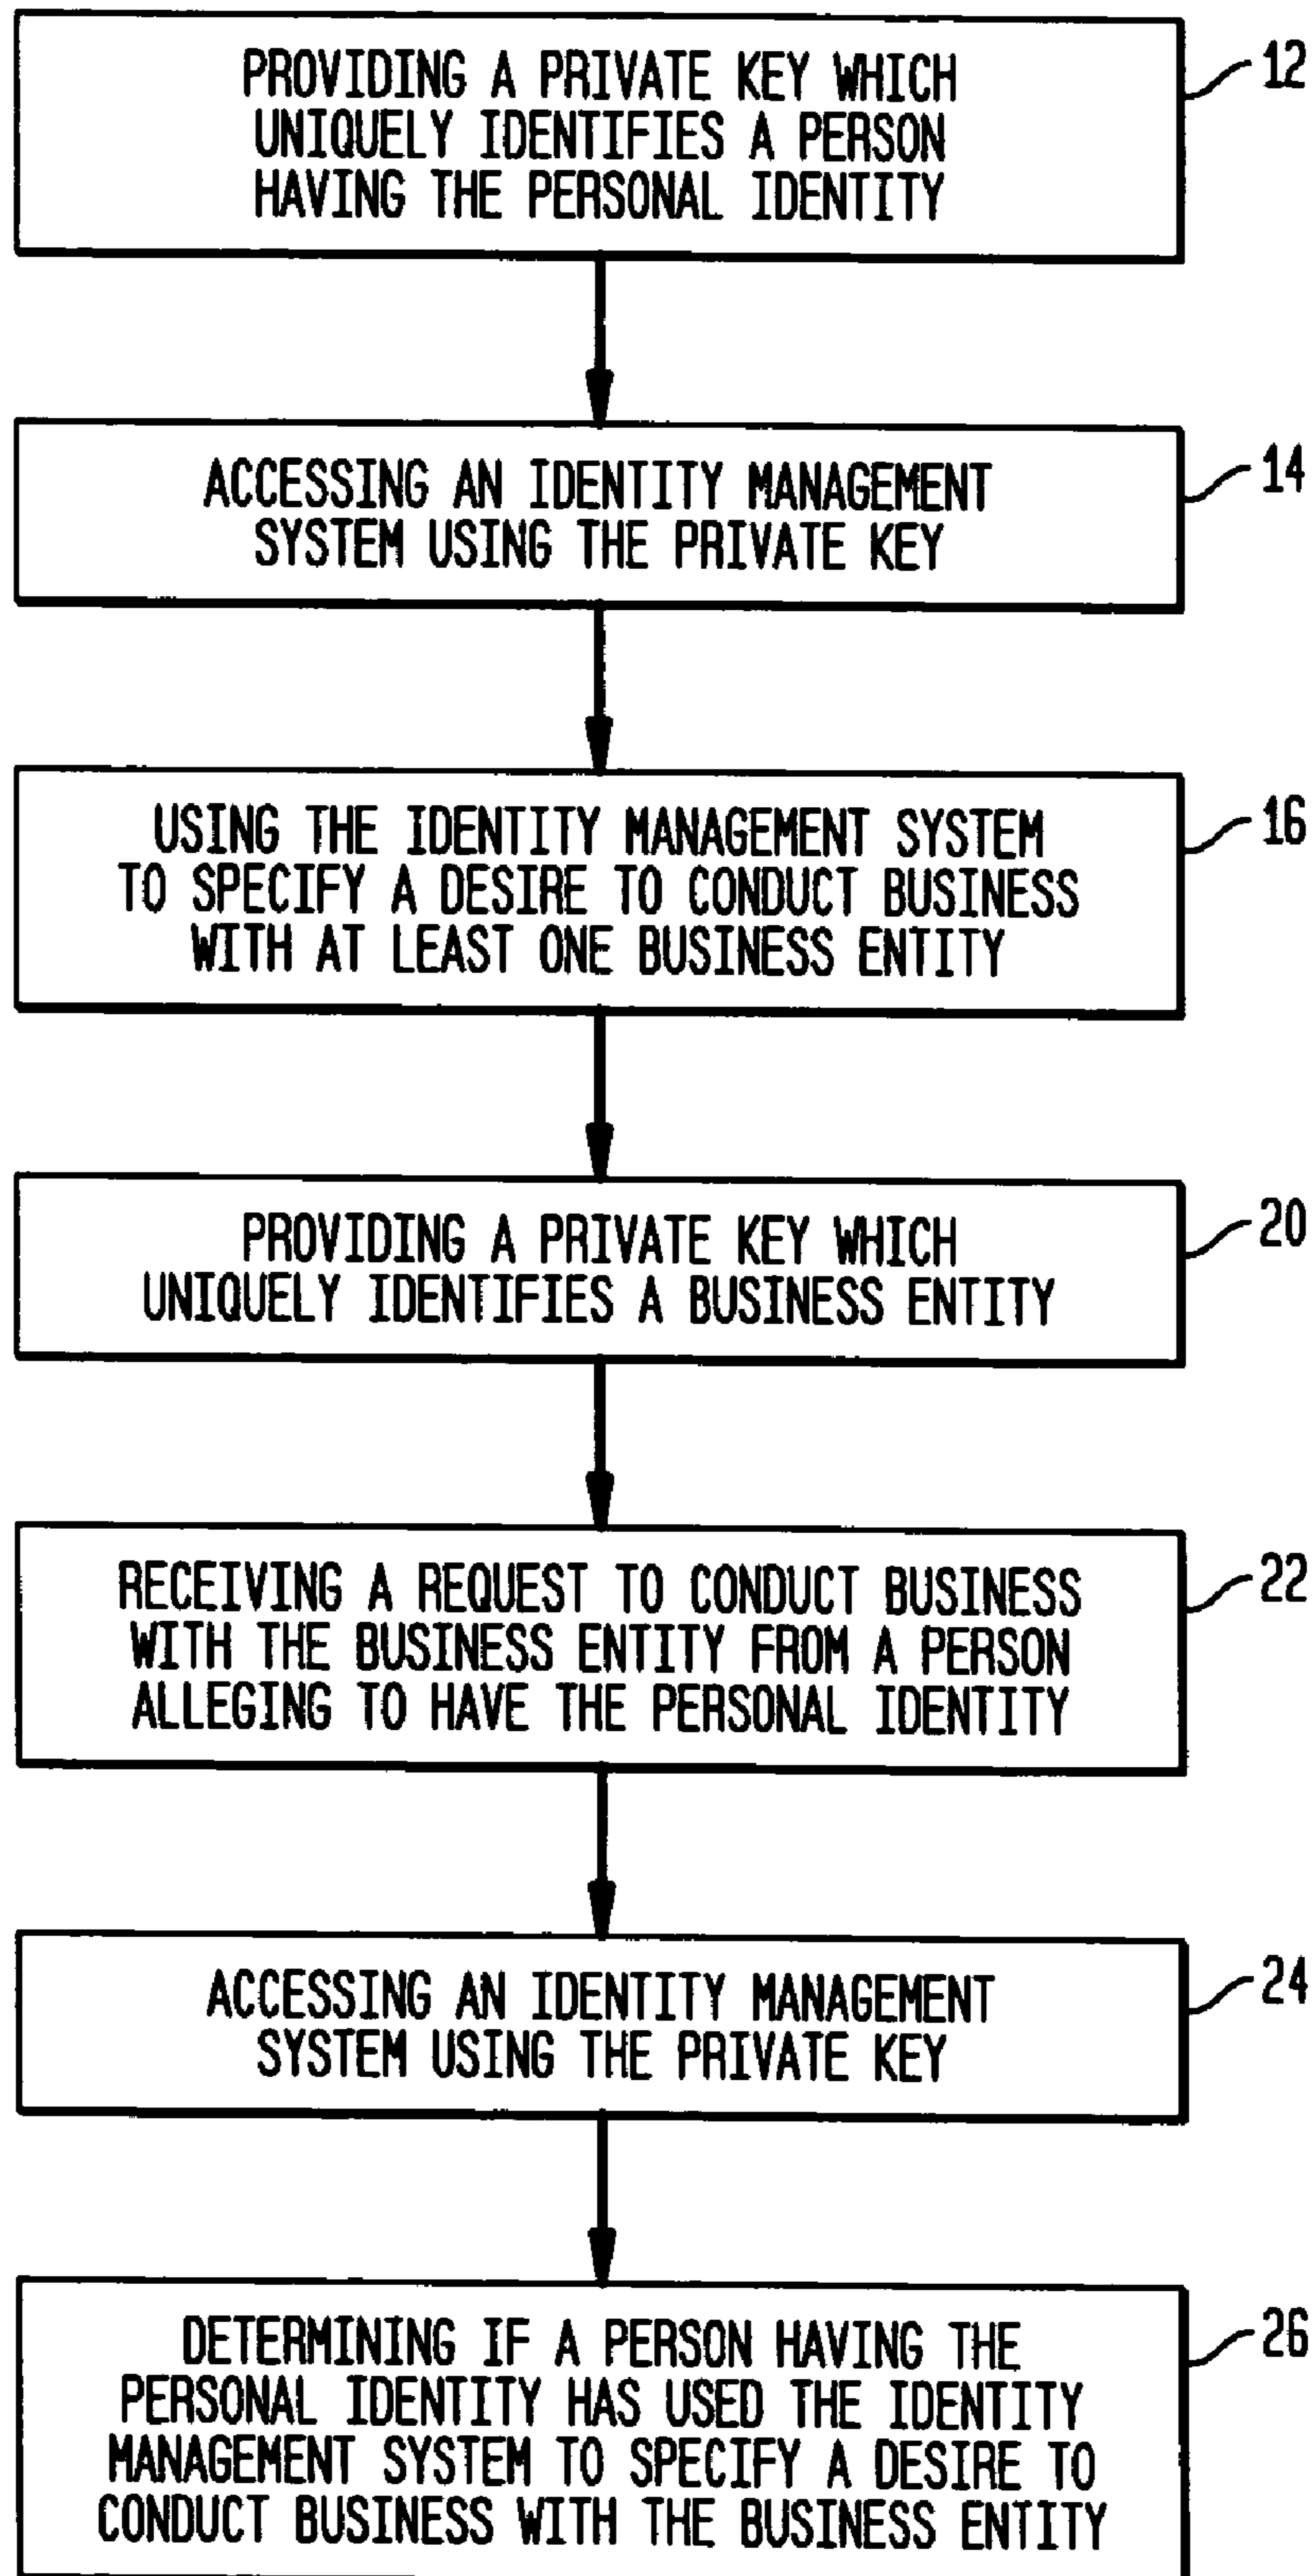 PROVIDING A PRIVATE KEY WHICH
UNIQUELY IDENTIFIES A PERSON
HAVING THE PERSONAL IDENTITY
12
ACCESSING AN IDENTITY MANAGEMENT
SYSTEM USING THE PRIVATE KEY
14
USING THE IDENTITY MANAGEMENT SYSTEM
TO SPECIFY A DESIRE TO CONDUCT BUSINESS
WITH AT LEAST ONE BUSINESS ENTITY
16
PROVIDING A PRIVATE KEY WHICH
UNIQUELY IDENTIFIES A BUSINESS ENTITY
20
RECEIVING A REQUEST TO CONDUCT BUSINESS
WITH THE BUSINESS ENTITY FROM A PERSON
ALLEGING TO HAVE THE PERSONAL IDENTITY
22
ACCESSING AN IDENTITY MANAGEMENT
SYSTEM USING THE PRIVATE KEY
24
DETERMINING IF A PERSON HAVING THE
PERSONAL IDENTITY HAS USED THE IDENTITY
MANAGEMENT SYSTEM TO SPECIFY A DESIRE TO
CONDUCT BUSINESS WITH THE BUSINESS ENTITY
26